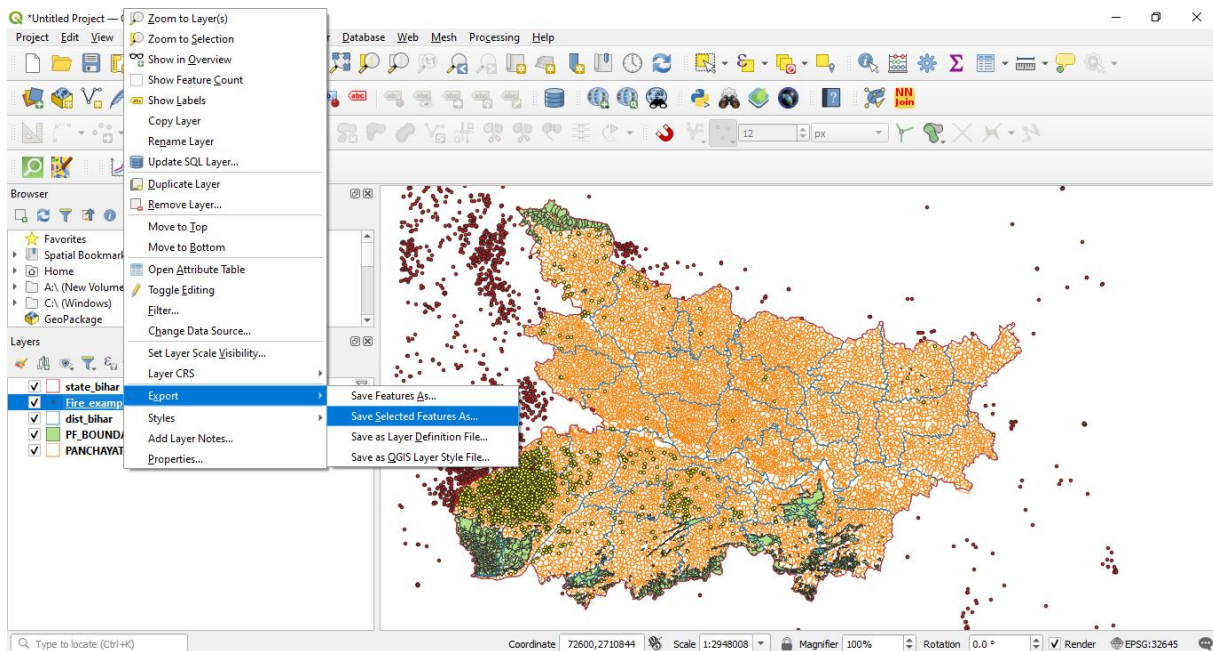 *Untitled Project —
Project Edit View
Database Web Mesh Processing Help
Zoom to Layer(s)
Zoom to Selection
Show in Overview
Show Feature Count
abc Show Labels
Copy Layer
Rename Layer
Update SQL Layer...
Duplicate Layer
Remove Layer...
Move to Top
Move to Bottom
Open Attribute Table
Toggle Editing
Filter...
Change Data Source...
Set Layer Scale Visibility...
Layer CRS
Export
Styles
Add Layer Notes...
Properties...
Save Features As...
Save Selected Features As...
Save as Layer Definition File...
Save as QGIS Layer Style File...
abc
NN
Join
12 px
Browser
Favorites
Spatial Bookmar
Home
A:\ (New Volume
C:\ (Windows)
GeoPackage
Layers
state_bihar
Fire_examp
dist_bihar
PF_BOUNDA
PANCHAYAT
Type to locate (Ctrl+K)
Coordinate 72600,2710844 Scale 1:2948008 Magnifier 100% Rotation 0.0 ° Render EPSG:32645